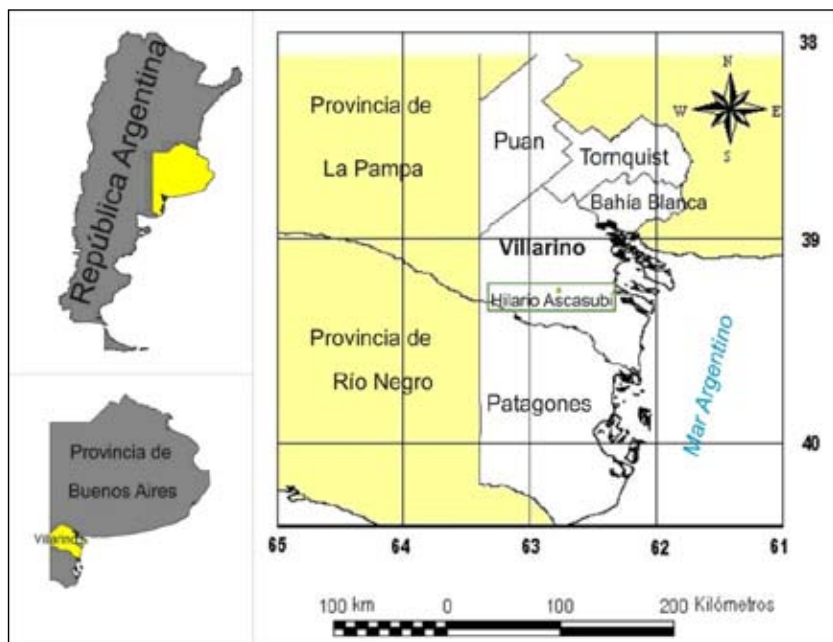 República Argentina
Provincia de
Buenos Aires
Villarino
38
N
W E
S
Provincia de
La Pampa
Puan
Tornquist
Bahía Blanca
39
Villarino
Hilario Ascasubi
Provincia de
Río Negro
Patagones
Mar Argentino
40
65 64 63 62 61
100 km 0 100 200 Kilómetros